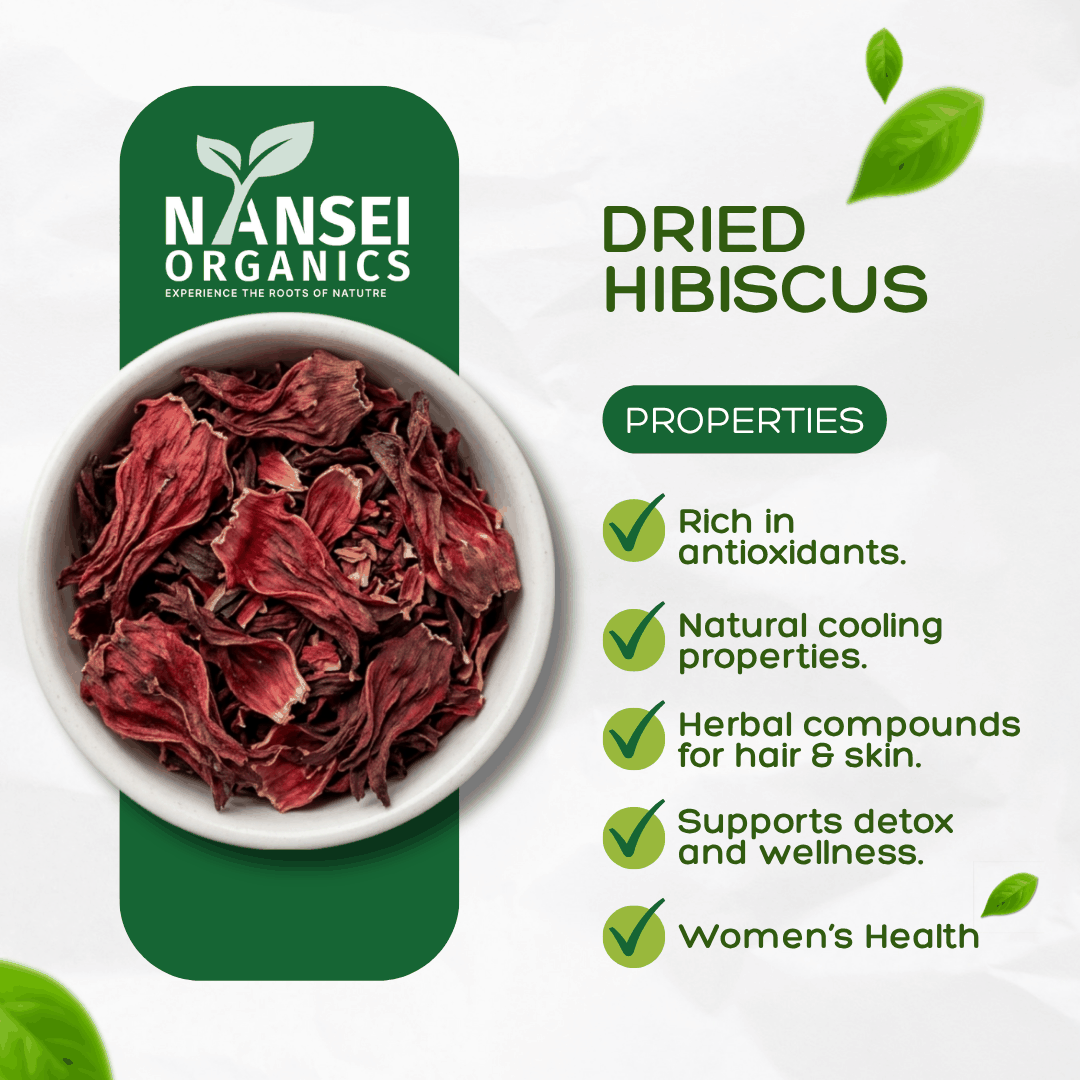 NANSEI
ORGANICS
EXPERIENCE THE ROOTS OF NATUTRE
DRIED
HIBISCUS
PROPERTIES
Rich in
antioxidants.
Natural cooling
properties.
Herbal compounds
for hair & skin.
Supports detox
and wellness.
Women's Health